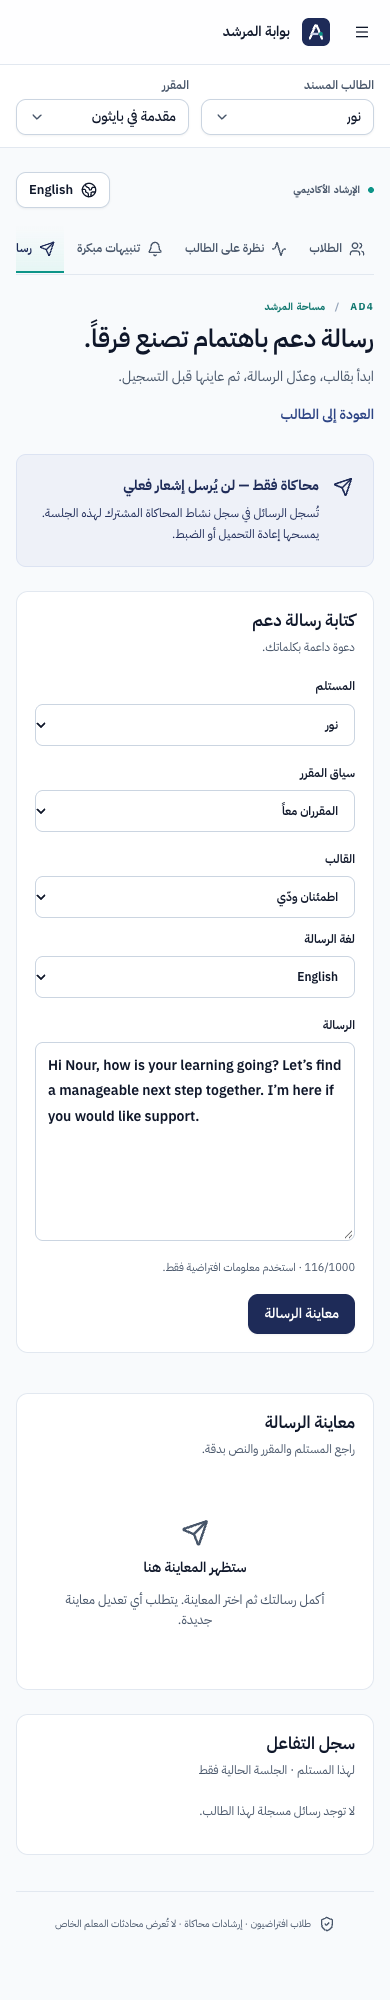 بوابة المرشد
الطالب المسند
المقرر
نور
مقدمة في بايثون
الإرشاد الأكاديمي
English
الطلاب
نظرة على الطالب
تنبيهات مبكرة
رسا
AD4 / مساحة المرشد
رسالة دعم باهتمام تصنع فرقاً.
ابدأ بقالب، وعدّل الرسالة، ثم عاينها قبل التسجيل.
العودة إلى الطالب
محاكاة فقط — لن يُرسل إشعار فعلي
تُسجل الرسائل في سجل نشاط المحاكاة المشترك لهذه الجلسة.
يمسحها إعادة التحميل أو الضبط.
كتابة رسالة دعم
دعوة داعمة بكلماتك.
المستلم
نور
سياق المقرر
المقرران معاً
القالب
اطمئنان ودّي
لغة الرسالة
English
الرسالة
Hi Nour, how is your learning going? Let’s find
a manageable next step together. I’m here if
you would like support.
116/1000 · استخدم معلومات افتراضية فقط.
معاينة الرسالة
معاينة الرسالة
راجع المستلم والمقرر والنص بدقة.
ستظهر المعاينة هنا
أكمل رسالتك ثم اختر المعاينة. يتطلب أي تعديل معاينة
جديدة.
سجل التفاعل
لهذا المستلم · الجلسة الحالية فقط
لا توجد رسائل مسجلة لهذا الطالب.
طلاب افتراضيون · إرشادات محاكاة · لا تُعرض محادثات المعلم الخاص